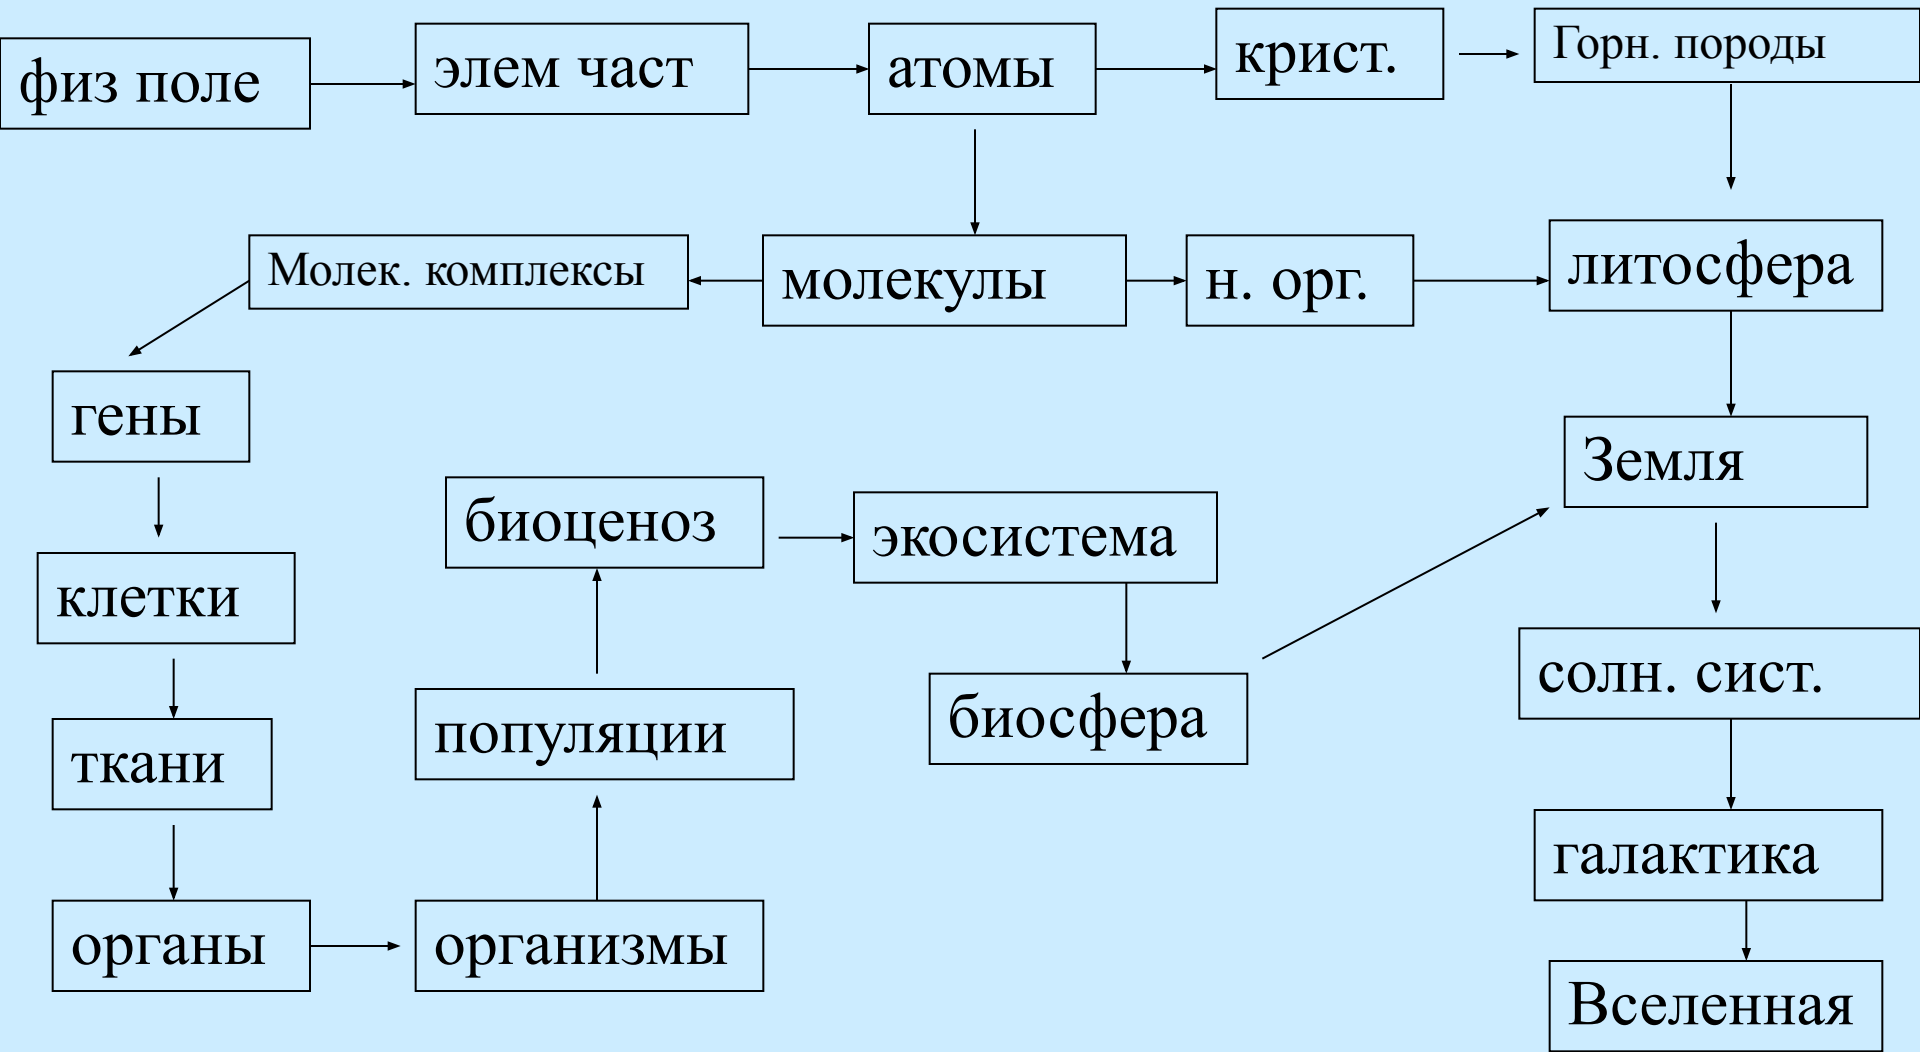 физ поле
элем част
атомы
крист.
Горн. породы
Молек. комплексы
молекулы
н. орг.
литосфера
гены
биоценоз
экосистема
Земля
клетки
популяции
биосфера
солн. сист.
ткани
галактика
органы
организмы
Вселенная